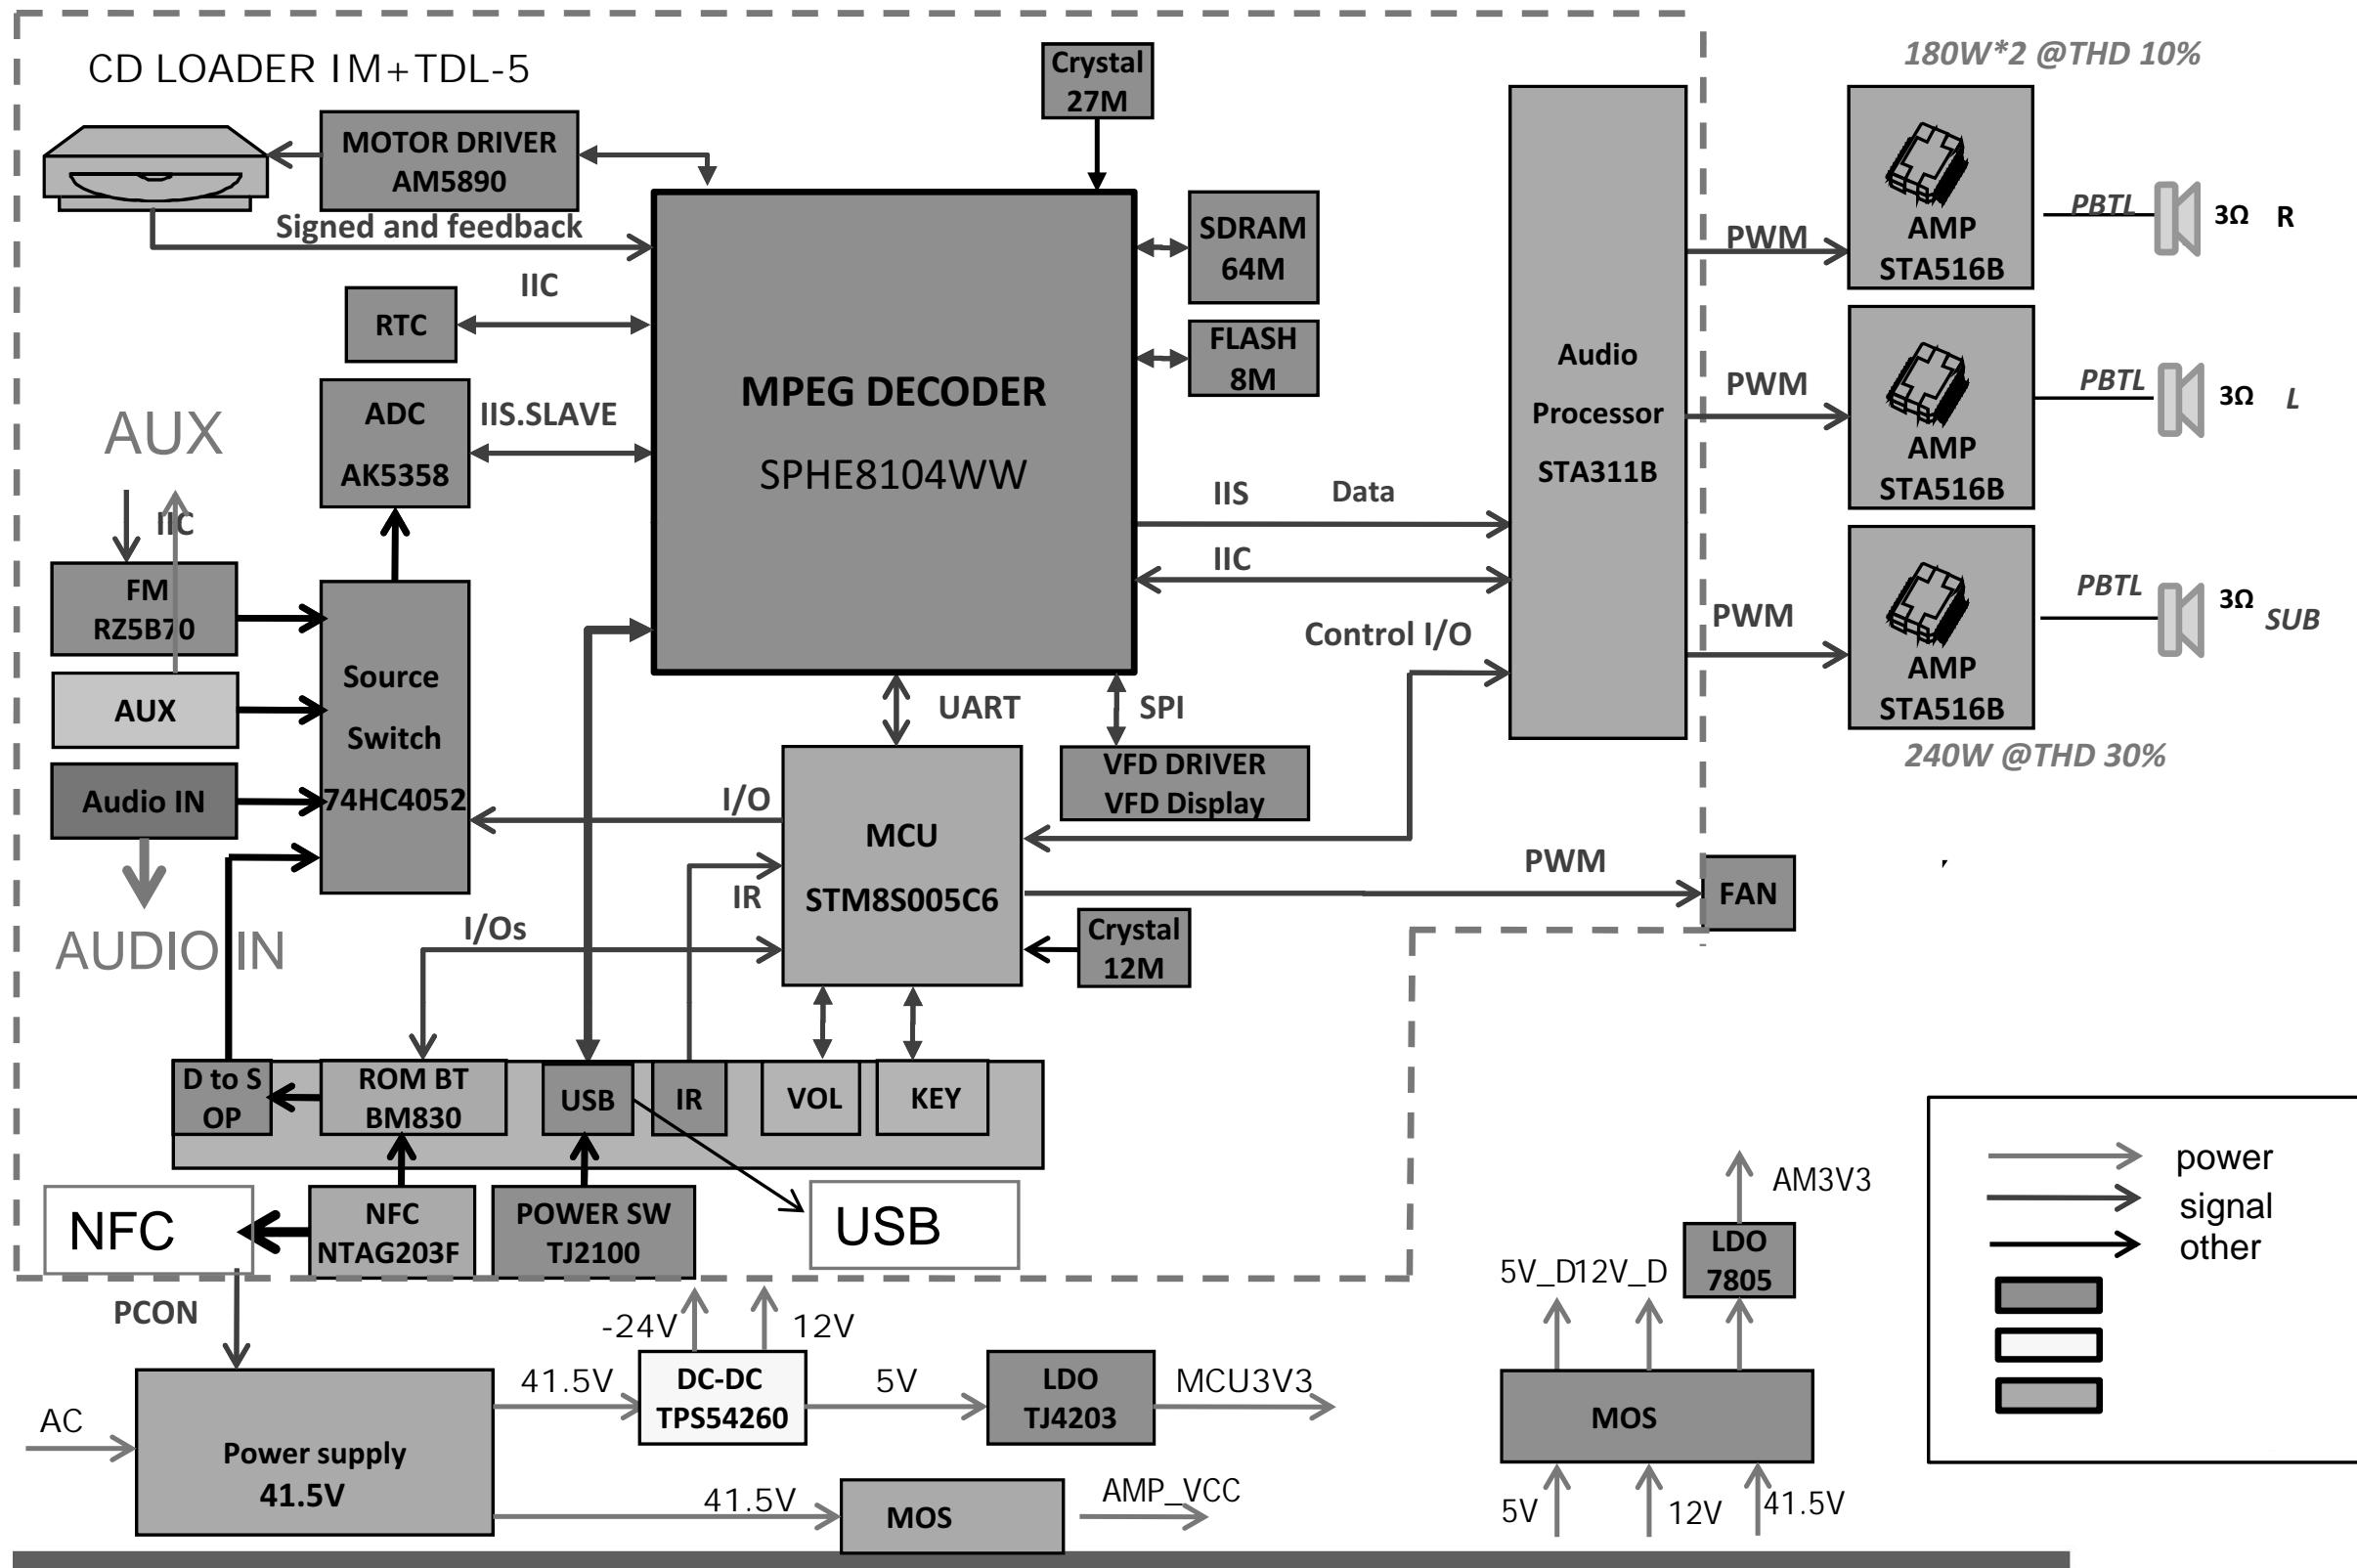 CD LOADER IM+TDL-5
Crystal
27M
180W*2 @THD 10%
MOTOR DRIVER
AM5890
Signed and feedback
SDRAM
64M
PWM
AMP
STA516B
PBTL
3Ω
R
IIC
RTC
FLASH
8M
MPEG DECODER
SPHE8104WW
Audio
Processor
STA311B
PWM
AMP
STA516B
PBTL
3Ω
L
AUX
ADC
AK5358
IIS.SLAVE
IIS
Data
IIC
IIC
FM
RZ5B70
AUX
Audio IN
AUDIO IN
Source
Switch
74HC4052
Control I/O
PWM
AMP
STA516B
PBTL
3Ω
SUB
240W @THD 30%
UART
SPI
VFD DRIVER
VFD Display
I/O
MCU
STM8S005C6
IR
I/Os
PWM
FAN
Crystal
12M
D to S
OP
ROM BT
BM830
USB
IR
VOL
KEY
NFC
NFC
NTAG203F
POWER SW
TJ2100
USB
PCON
-24V
12V
AC
Power supply
41.5V
41.5V
DC-DC
TPS54260
5V
LDO
TJ4203
MCU3V3
41.5V
MOS
AMP_VCC
AM3V3
LDO
7805
5V_D
12V_D
MOS
5V
12V
41.5V
power
signal
other